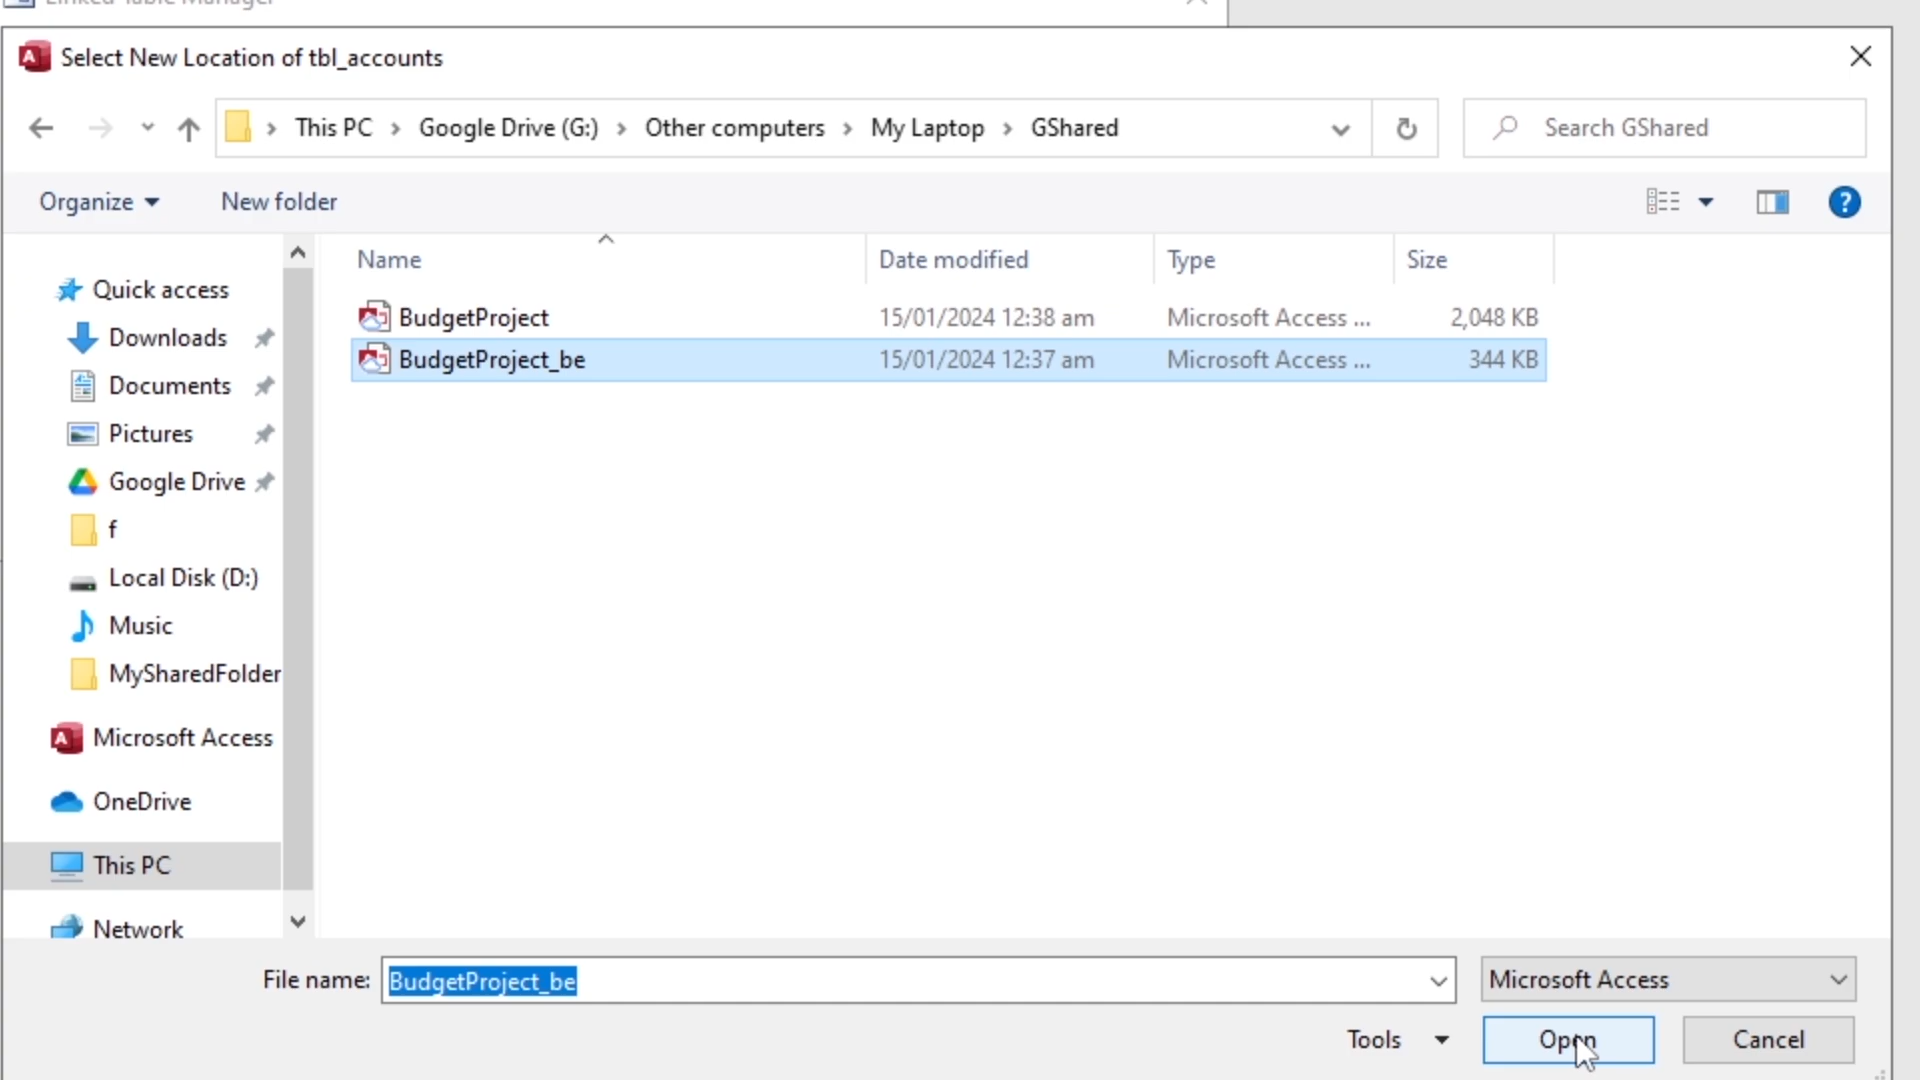 Linked Table Manager
Select New Location of tbl_accounts
This PC > Google Drive (G:) > Other computers > My Laptop > GShared
Search GShared
Organize
New folder
Name
Date modified
Type
Size
Quick access
Downloads
Documents
Pictures
Google Drive
f
Local Disk (D:)
Music
MySharedFolder
Microsoft Access
OneDrive
This PC
Network
BudgetProject 15/01/2024 12:38 am Microsoft Access ... 2,048 KB
BudgetProject_be 15/01/2024 12:37 am Microsoft Access ... 344 KB
File name: BudgetProject_be
Microsoft Access
Tools
Open
Cancel